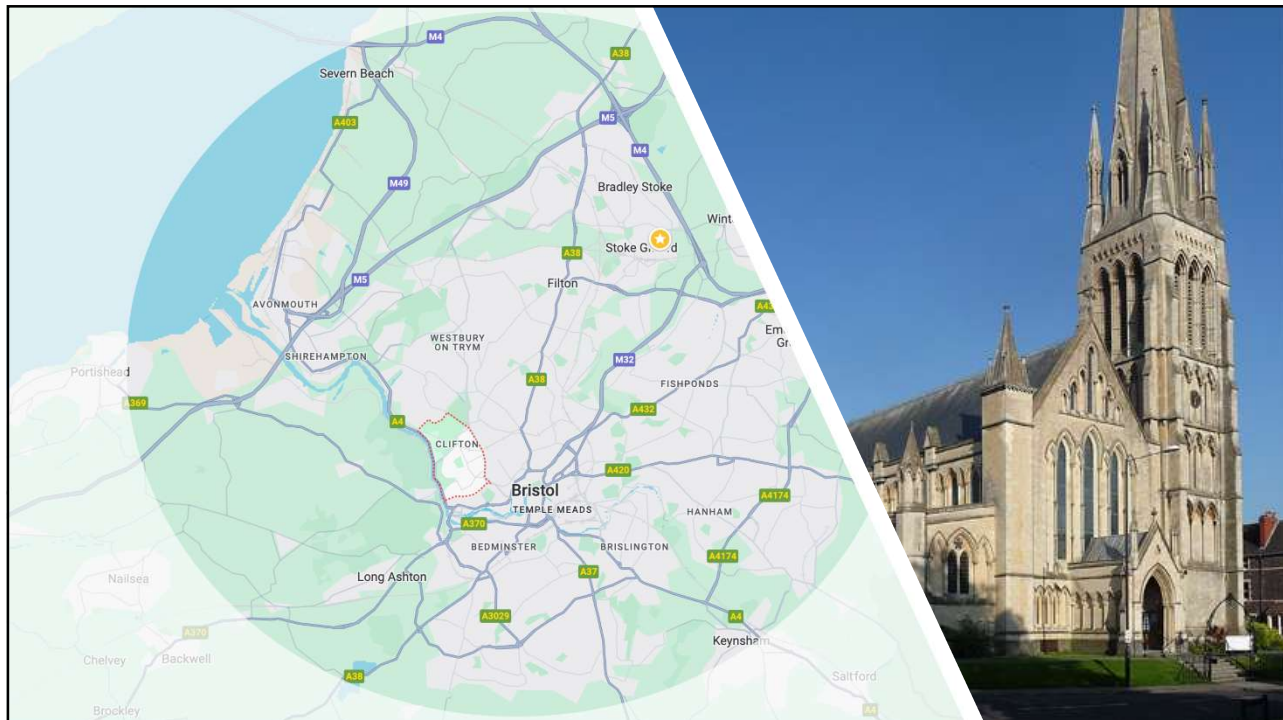 M4
A38
Severn Beach
A403
M5
M4
M49
Bradley Stoke
Stoke G
A38
M5
Filton
AVONMOUTH
WESTBURY
ON TRYM
SHIREHAMPTON
M32
Portishead
A38
FISHPONDS
A369
A432
A4
CLIFTON
A420
Bristol
A4174
TEMPLE MEADS
HANHAM
A370
BEDMINSTER
BRISLINGTON
A4174
Long Ashton
A37
Nailsea
A3029
A4
A370
Keynsham
Chelvey
Backwell
A38
Saltford
Brockley
A4